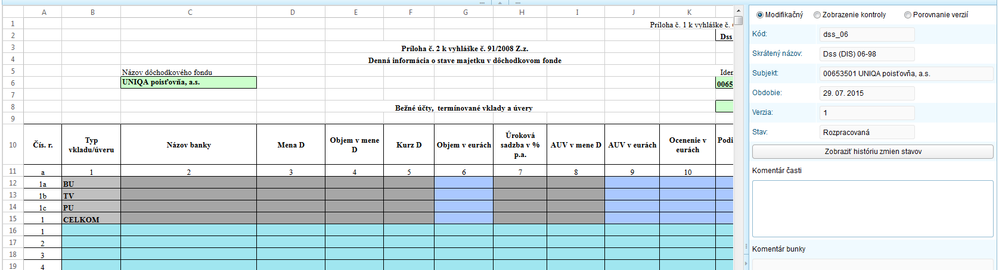 A B C D E F G H I J K
1 Príloha č. 1 k vyhláške č.
2 Dss
3 Príloha č. 2 k vyhláške č. 91/2008 Z.z.
4 Denná informácia o stave majetku v dôchodkovom fonde
5 Názov dôchodkového fondu Iden
6 UNIQA poisťovňa, a.s. 0065
7
8 Bežné účty, termínované vklady a úvery
9
10 Čís. r. Typ vkladu/úveru Názov banky Mena D Objem v mene D Kurz D Objem v eurách Úroková sadzba v % p.a. AUV v mene D AUV v eurách Ocenenie v eurách Podi
11 a 1 2 3 4 5 6 7 8 9 10
12 1a BU
13 1b TV
14 1c PU
15 1 CELKOM
16 1
17 2
18 3
19 4
Modifikačný Zobrazenie kontroly Porovnanie verzií
Kód: dss_06
Skrátený názov: Dss (DIS) 06-98
Subjekt: 00653501 UNIQA poisťovňa, a.s.
Obdobie: 29. 07. 2015
Verzia: 1
Stav: Rozpracovaná
Zobraziť históriu zmien stavov
Komentár časti
Komentár bunky